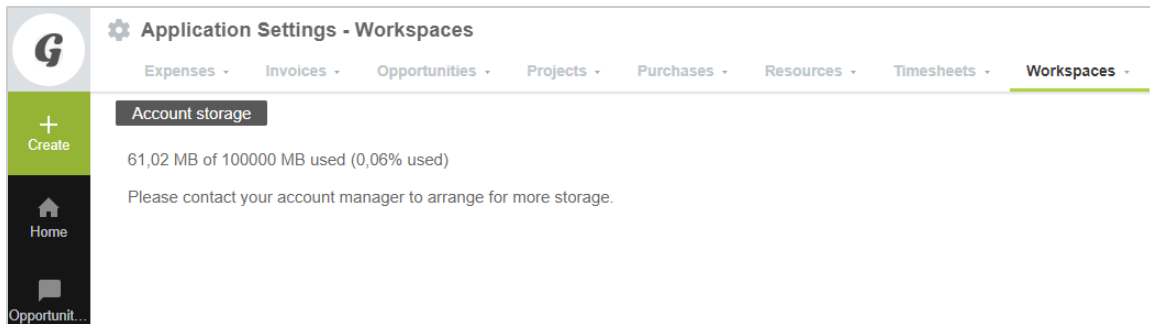 G
Application Settings - Workspaces
Expenses Invoices Opportunities Projects Purchases Resources Timesheets Workspaces
Account storage
Create
61,02 MB of 100000 MB used (0,06% used)
Please contact your account manager to arrange for more storage.
Home
Opportunit...